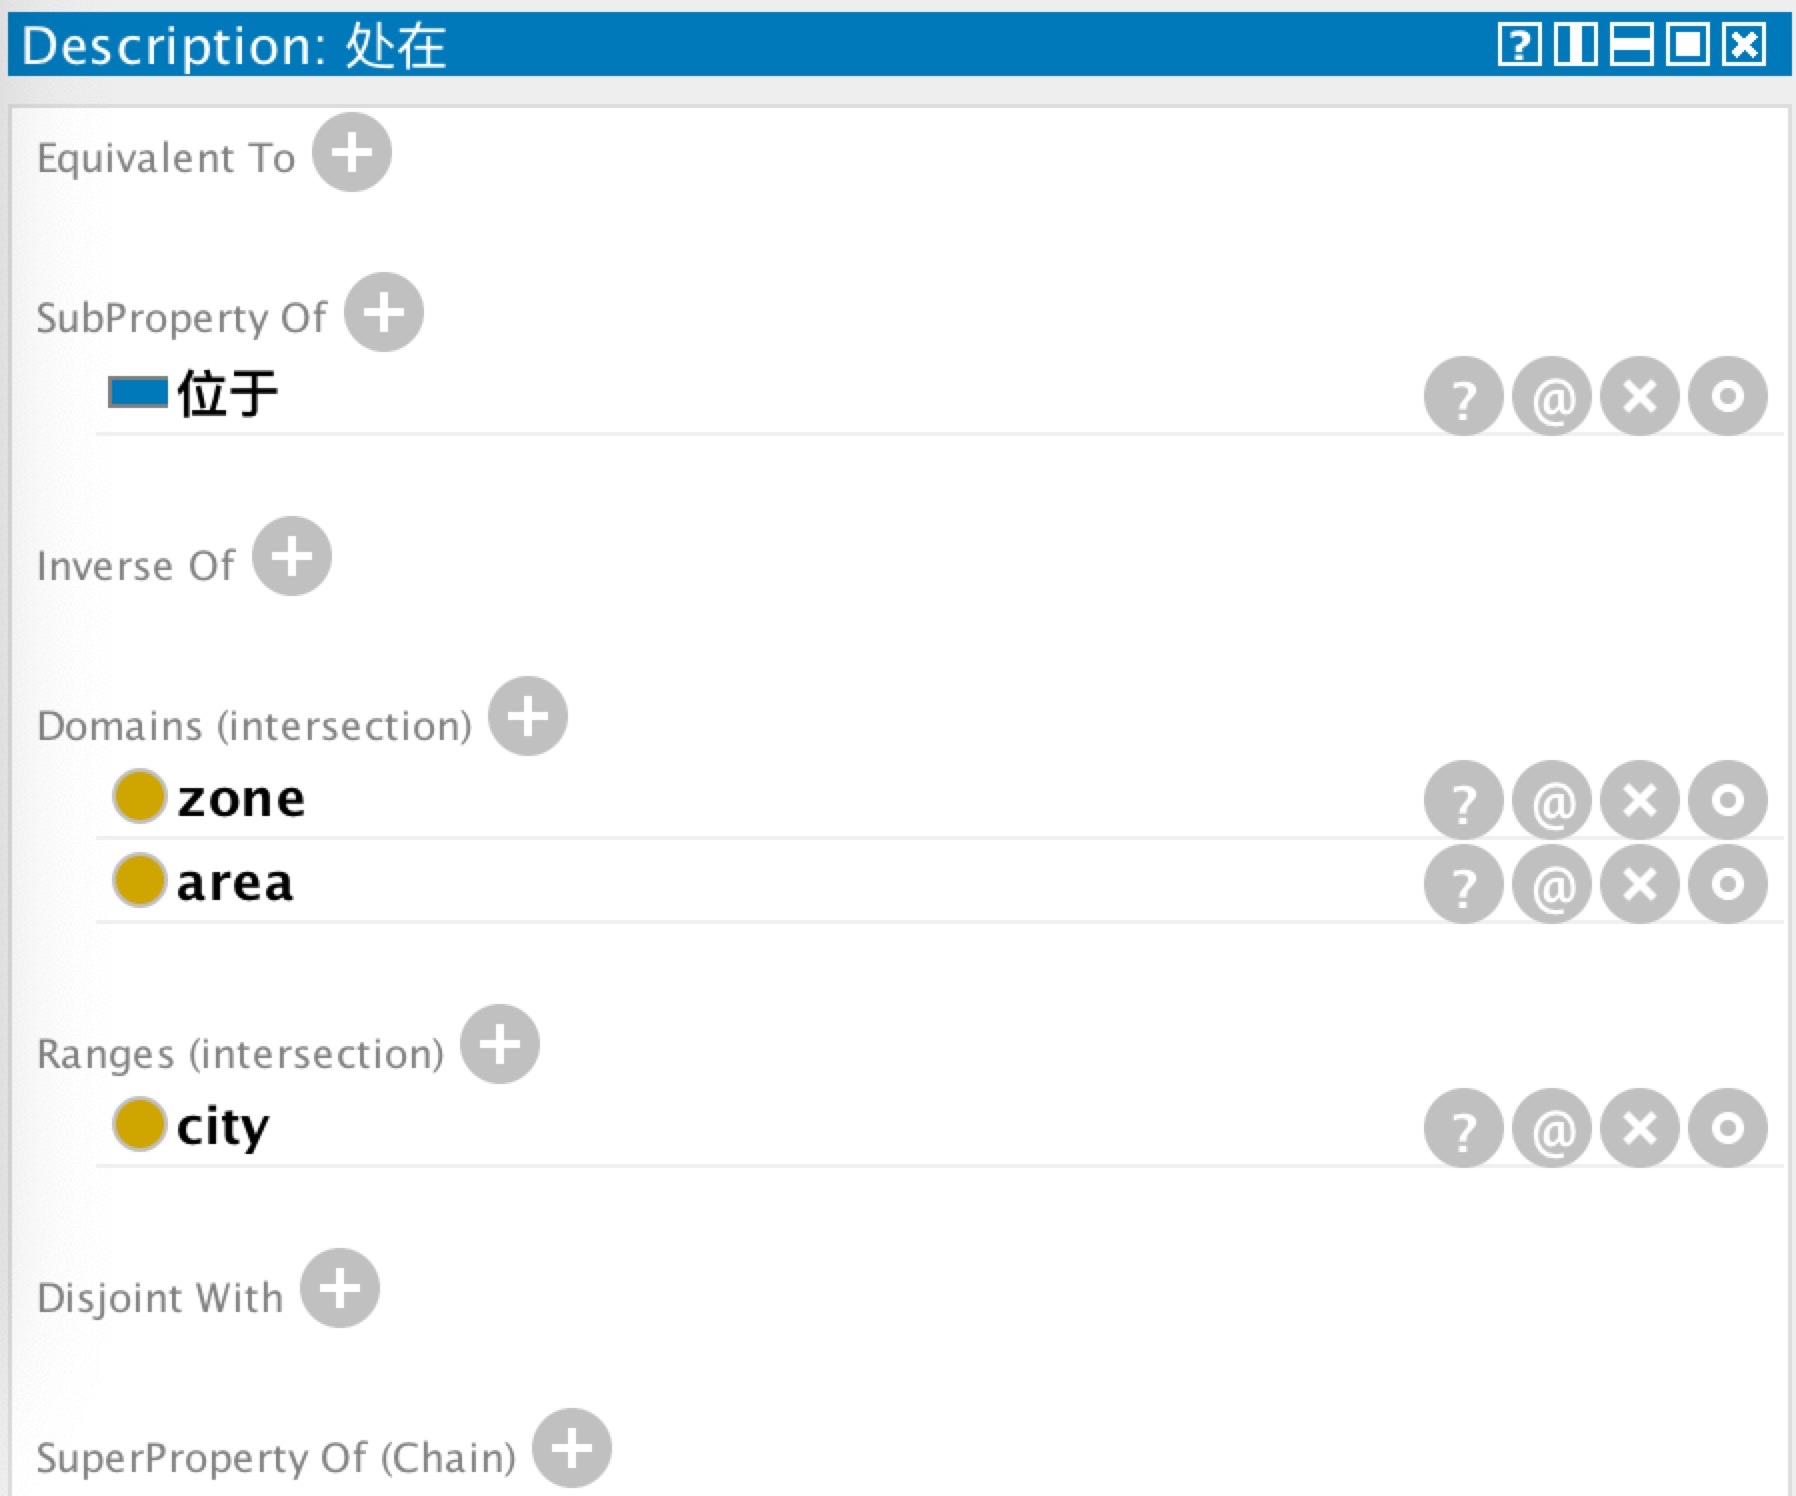 Description: 处在
Equivalent To
SubProperty Of
位于
Inverse Of
Domains (intersection)
zone
area
Ranges (intersection)
city
Disjoint With
SuperProperty Of (Chain)